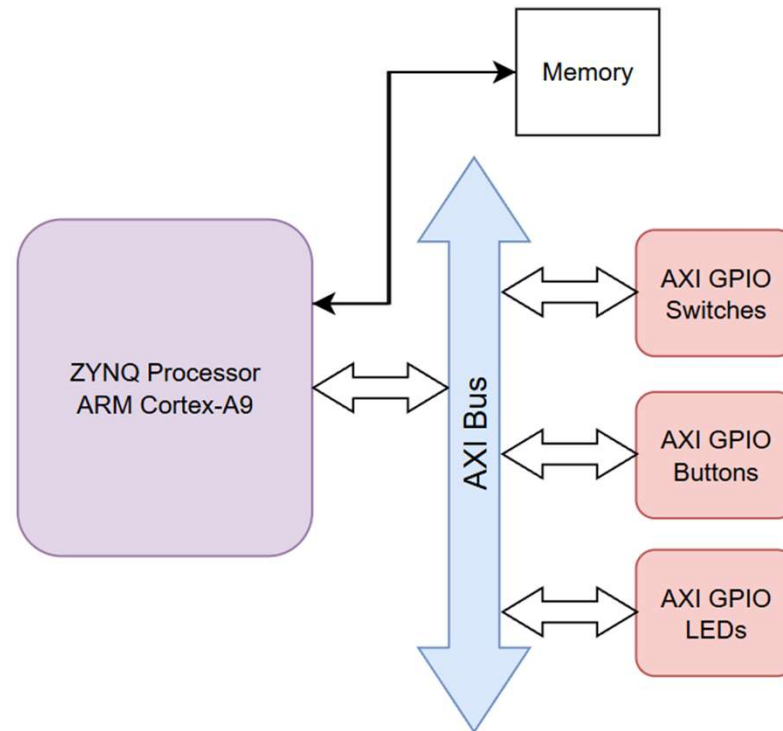 Memory
ZYNQ Processor
ARM Cortex-A9
AXI Bus
AXI GPIO
Switches
AXI GPIO
Buttons
AXI GPIO
LEDs